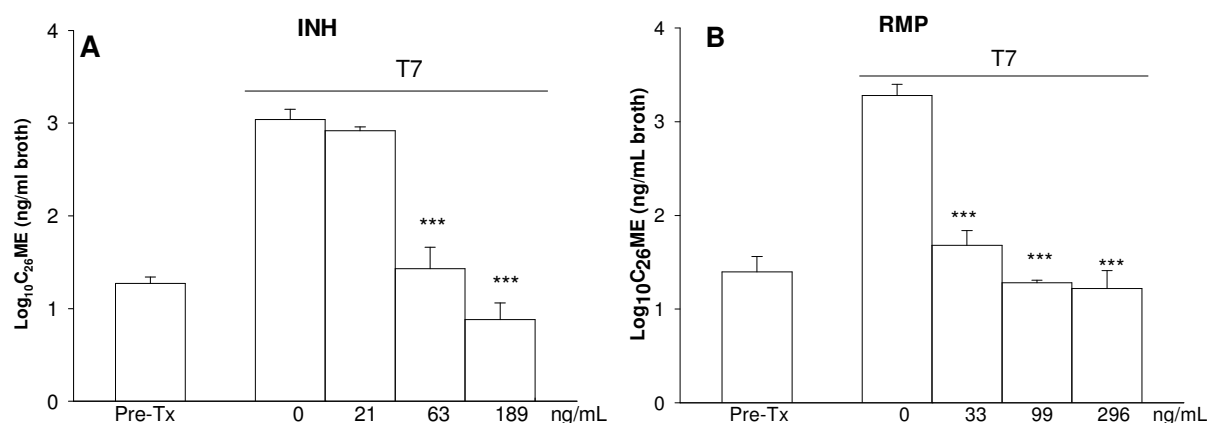 A
INH
T7
Log10C26ME (ng/ml broth)
4
3
2
1
0
***
***
Pre-Tx 0 21 63 189 ng/mL
B
RMP
T7
Log10C26ME (ng/mL broth)
4
3
2
1
0
***
***
***
Pre-Tx 0 33 99 296 ng/mL